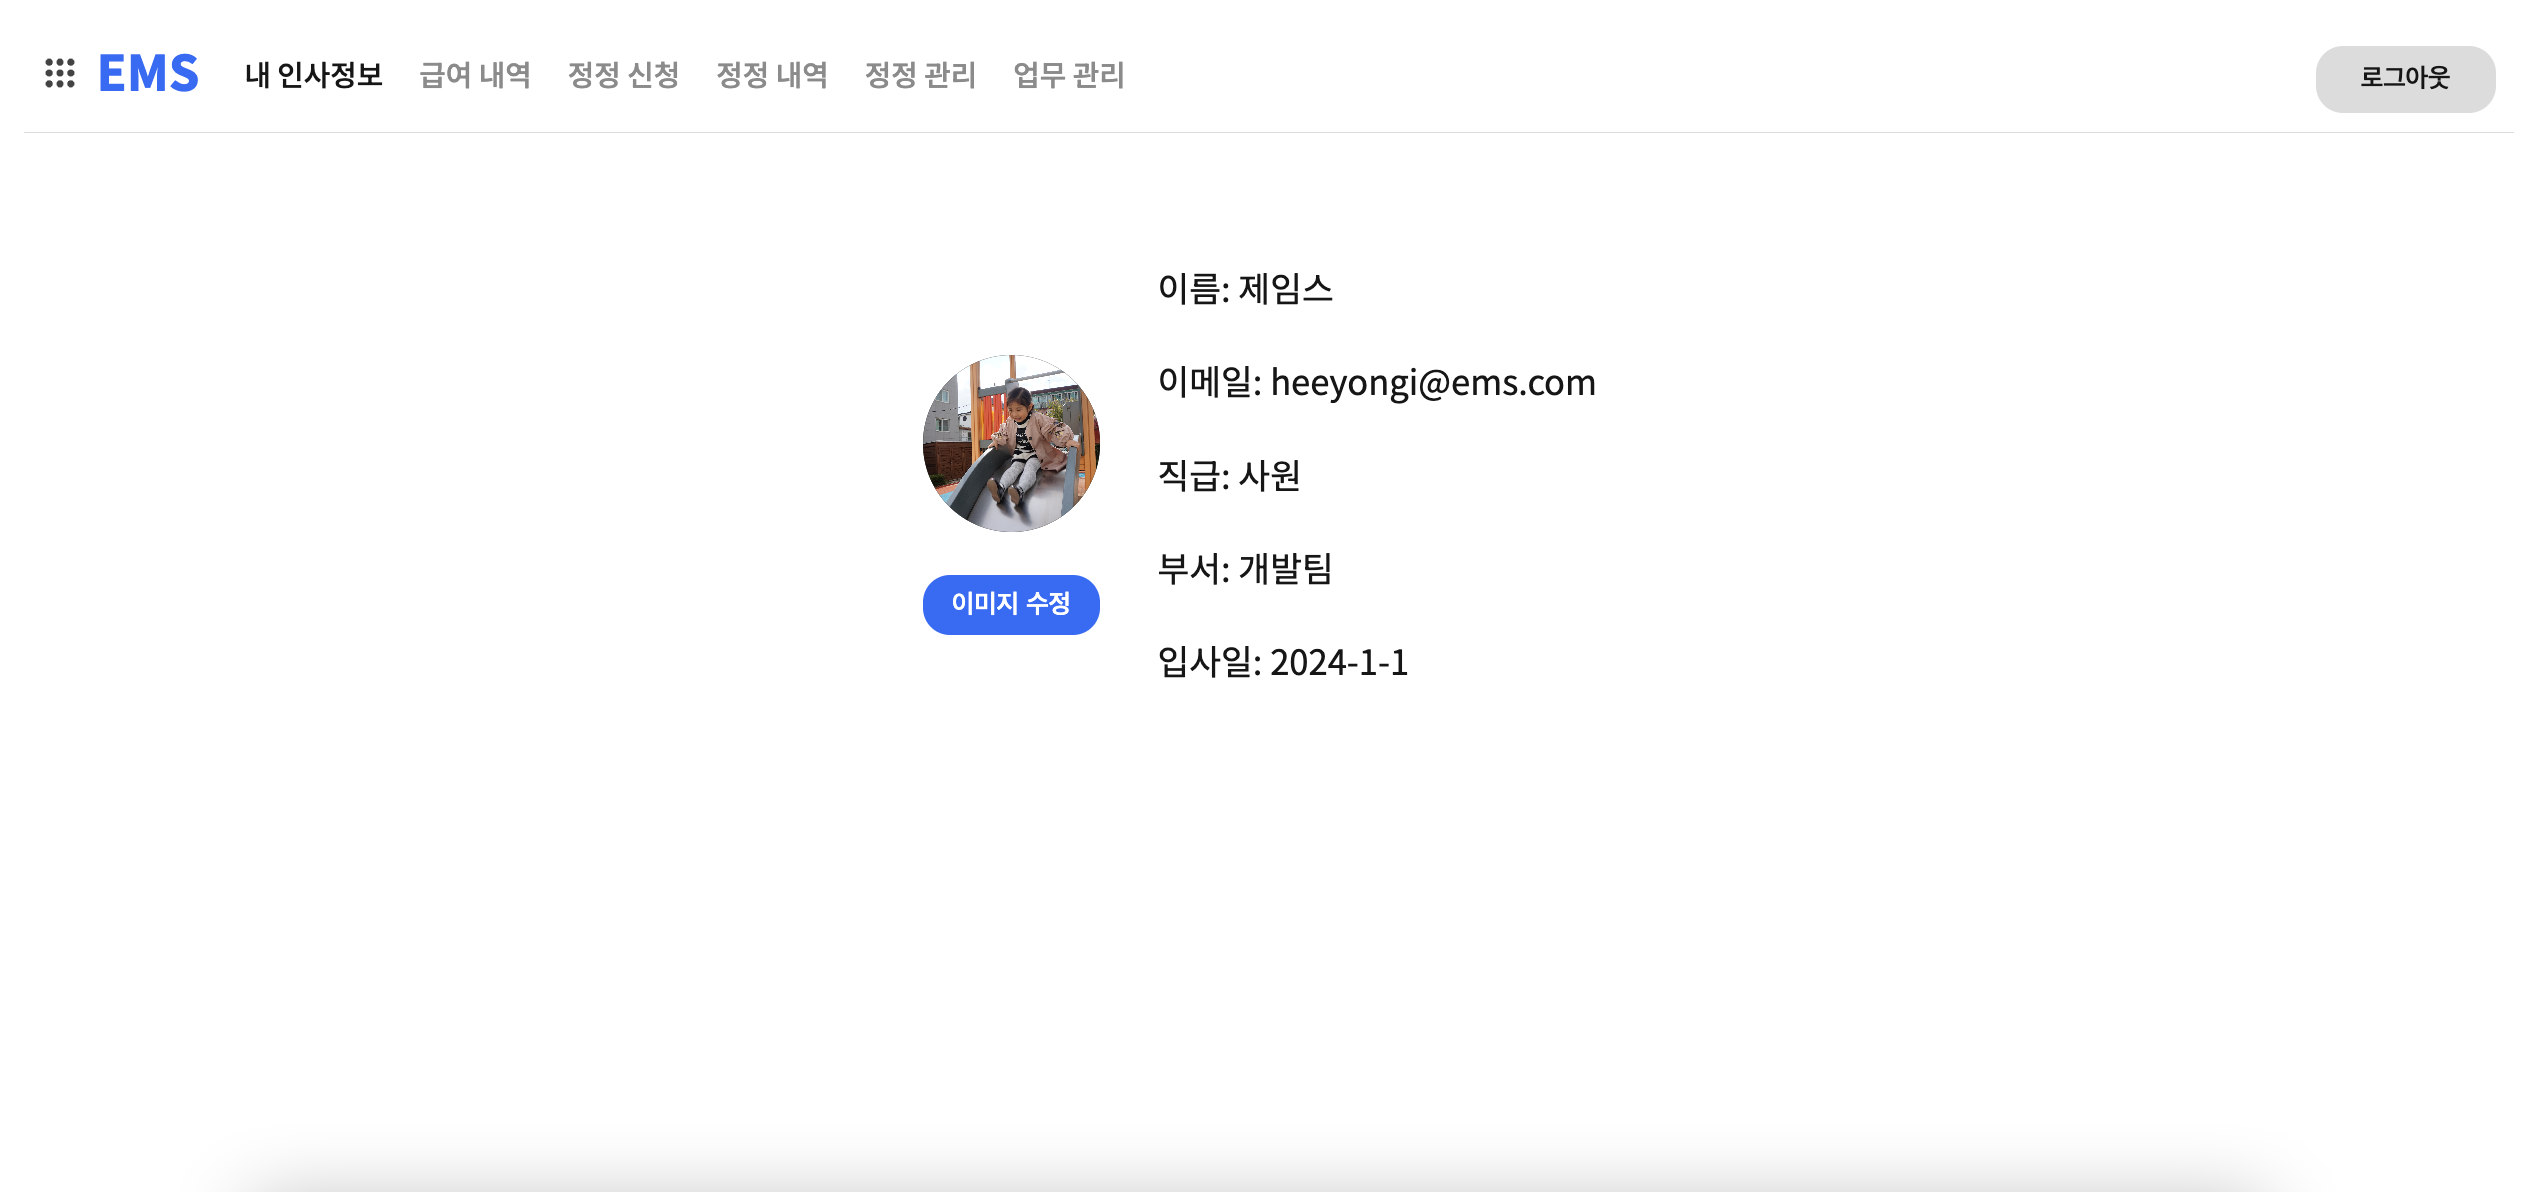 EMS 내 인사정보 급여 내역 정정 신청 정정 내역 정정 관리 업무 관리 로그아웃
이름: 제임스
이메일: heeyongi@ems.com
직급: 사원
부서: 개발팀
이미지 수정
입사일: 2024-1-1